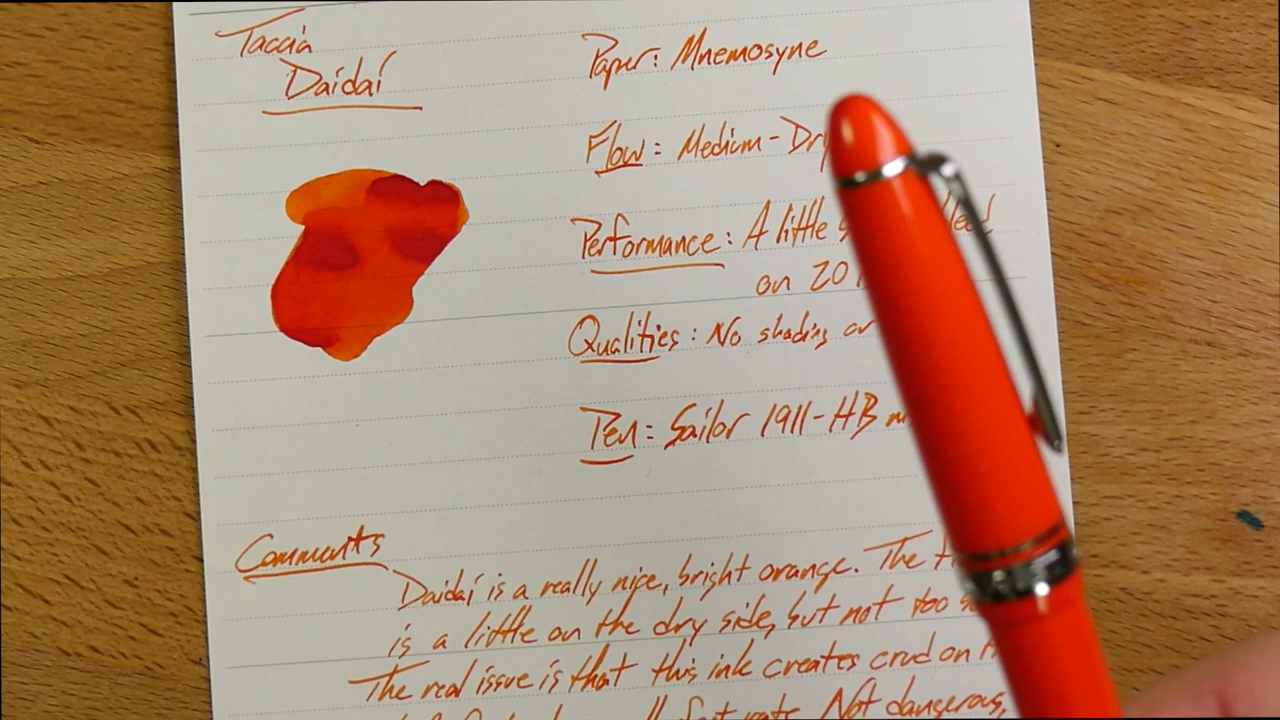 Taccia
Daidai
Paper: Mnemosyne
Flow: Medium-Dry
Performance: A little
on 20
Qualities: No shading or
Pen: Sailor 1911-HB
Comments
Daidai is a really nice, bright orange. The
is a little on the dry side, but not too
The real issue is that this ink creates crud on
Not dangerous,